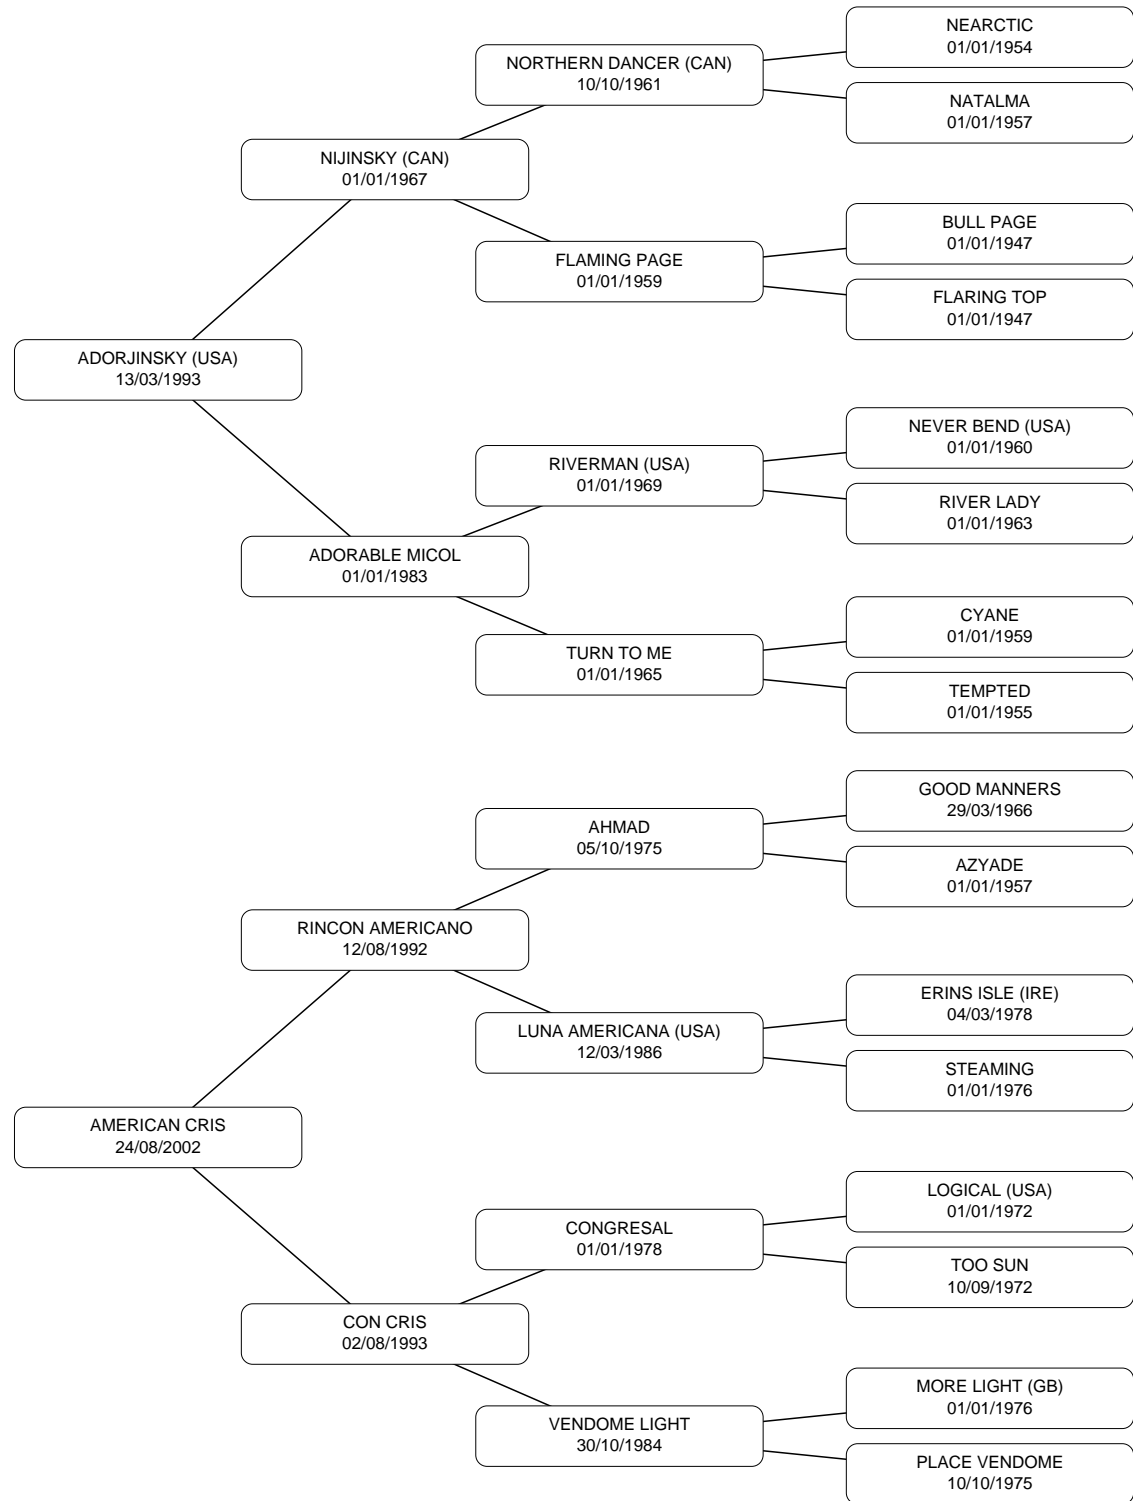 NEARCTIC
01/01/1954
NORTHERN DANCER (CAN)
10/10/1961
NATALMA
01/01/1957
NIJINSKY (CAN)
01/01/1967
BULL PAGE
01/01/1947
FLAMING PAGE
01/01/1959
FLARING TOP
01/01/1947
ADORJINSKY (USA)
13/03/1993
NEVER BEND (USA)
01/01/1960
RIVERMAN (USA)
01/01/1969
RIVER LADY
01/01/1963
ADORABLE MICOL
01/01/1983
CYANE
01/01/1959
TURN TO ME
01/01/1965
TEMPTED
01/01/1955
GOOD MANNERS
29/03/1966
AHMAD
05/10/1975
AZYADE
01/01/1957
RINCON AMERICANO
12/08/1992
ERINS ISLE (IRE)
04/03/1978
LUNA AMERICANA (USA)
12/03/1986
STEAMING
01/01/1976
AMERICAN CRIS
24/08/2002
LOGICAL (USA)
01/01/1972
CONGRESAL
01/01/1978
TOO SUN
10/09/1972
CON CRIS
02/08/1993
MORE LIGHT (GB)
01/01/1976
VENDOME LIGHT
30/10/1984
PLACE VENDOME
10/10/1975